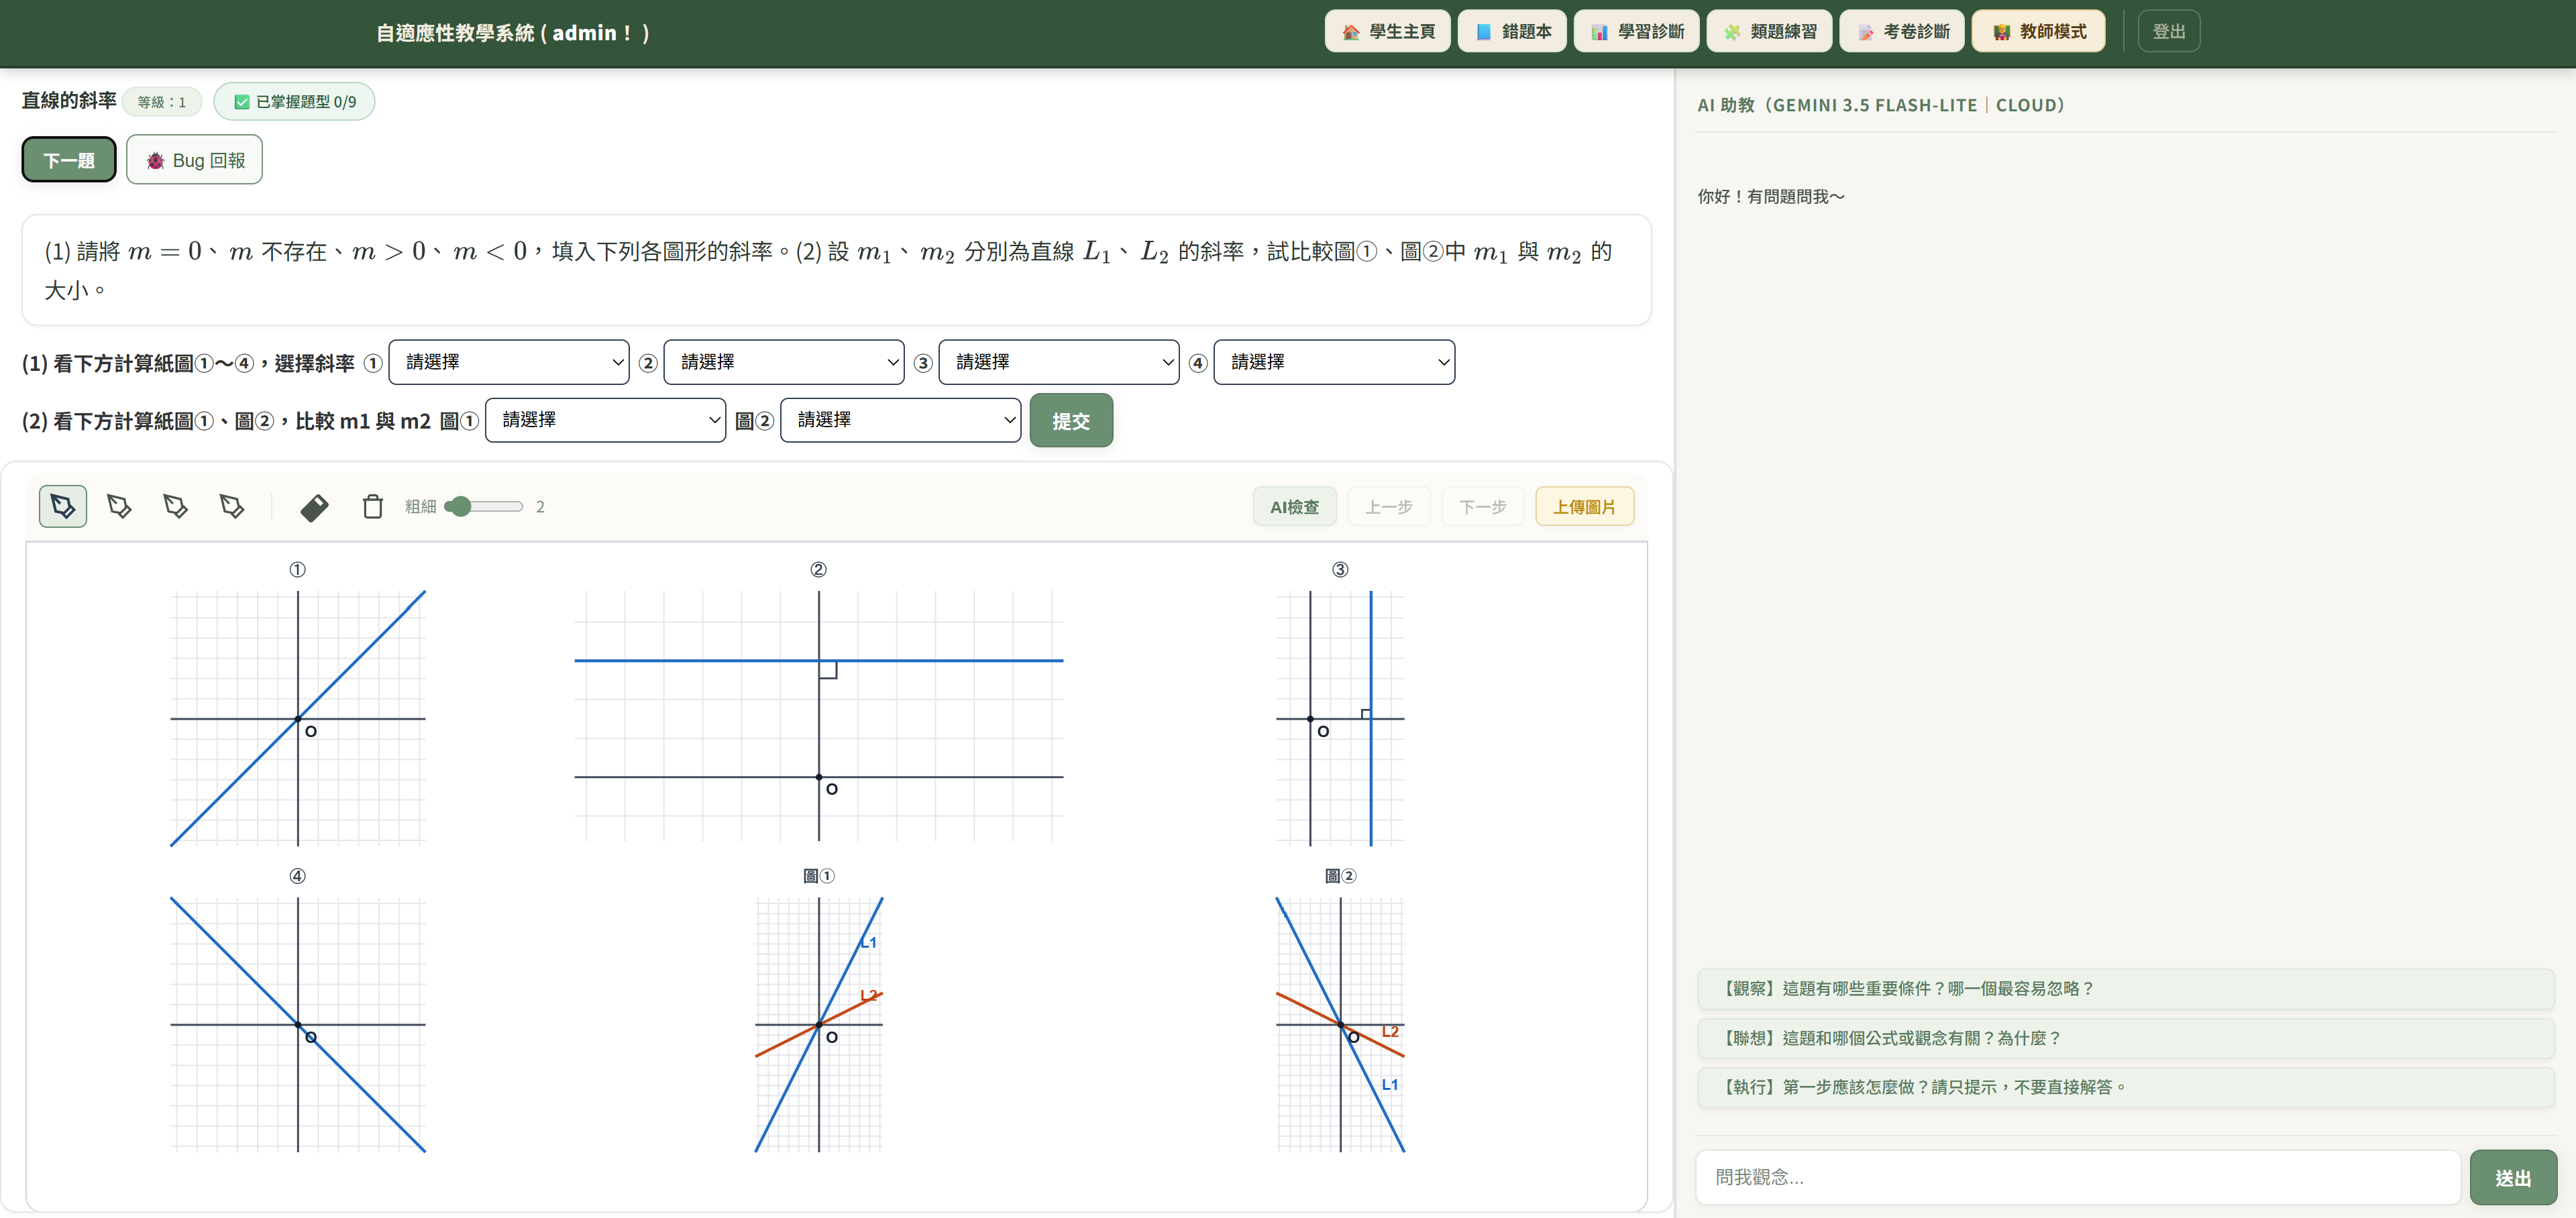 自適應性教學系統 ( admin！ )
學生主頁 錯題本 學習診斷 類題練習 考卷診斷 教師模式 登出
直線的斜率 等級：1 已掌握題型 0/9
下一題 Bug 回報
(1) 請將 m = 0、m 不存在、m > 0、m < 0，填入下列各圖形的斜率。(2) 設 m₁、m₂ 分別為直線 L₁、L₂ 的斜率，試比較圖①、圖②中 m₁ 與 m₂ 的
大小。
(1) 看下方計算紙圖①～④，選擇斜率 ① 請選擇 ② 請選擇 ③ 請選擇 ④ 請選擇
(2) 看下方計算紙圖①、圖②，比較 m1 與 m2 圖① 請選擇 圖② 請選擇 提交
粗細 2 AI檢查 上一步 下一步 上傳圖片
① ② ③
O O O
④ 圖① 圖②
O L1 L2 O L2 O L1
AI 助教（GEMINI 3.5 FLASH-LITE｜CLOUD）
你好！有問題問我～
【觀察】這題有哪些重要條件？哪一個最容易忽略？
【聯想】這題和哪個公式或觀念有關？為什麼？
【執行】第一步應該怎麼做？請只提示，不要直接解答。
問我觀念... 送出